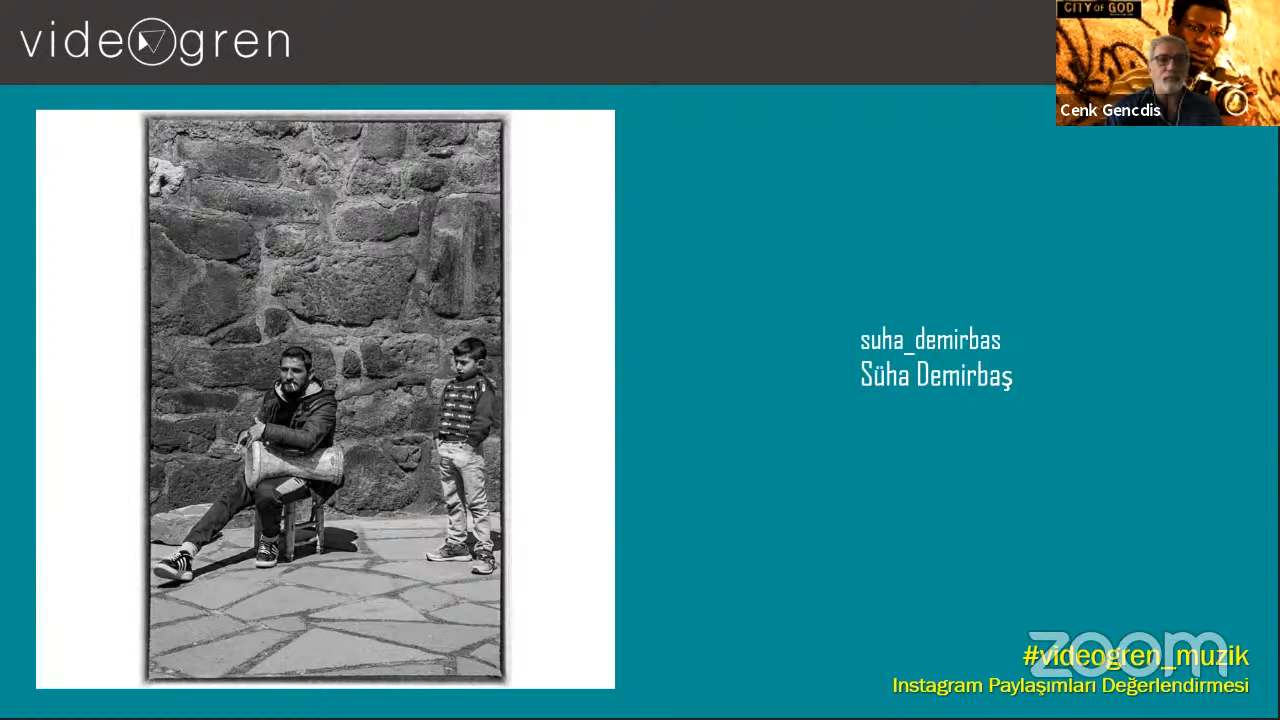 videogren
CITY OF GOD
Cenk Gencdis
suha_demirbas
Süha Demirbaş
zoom
#videogren_muzik
Instagram Paylaşımları Değerlendirmesi